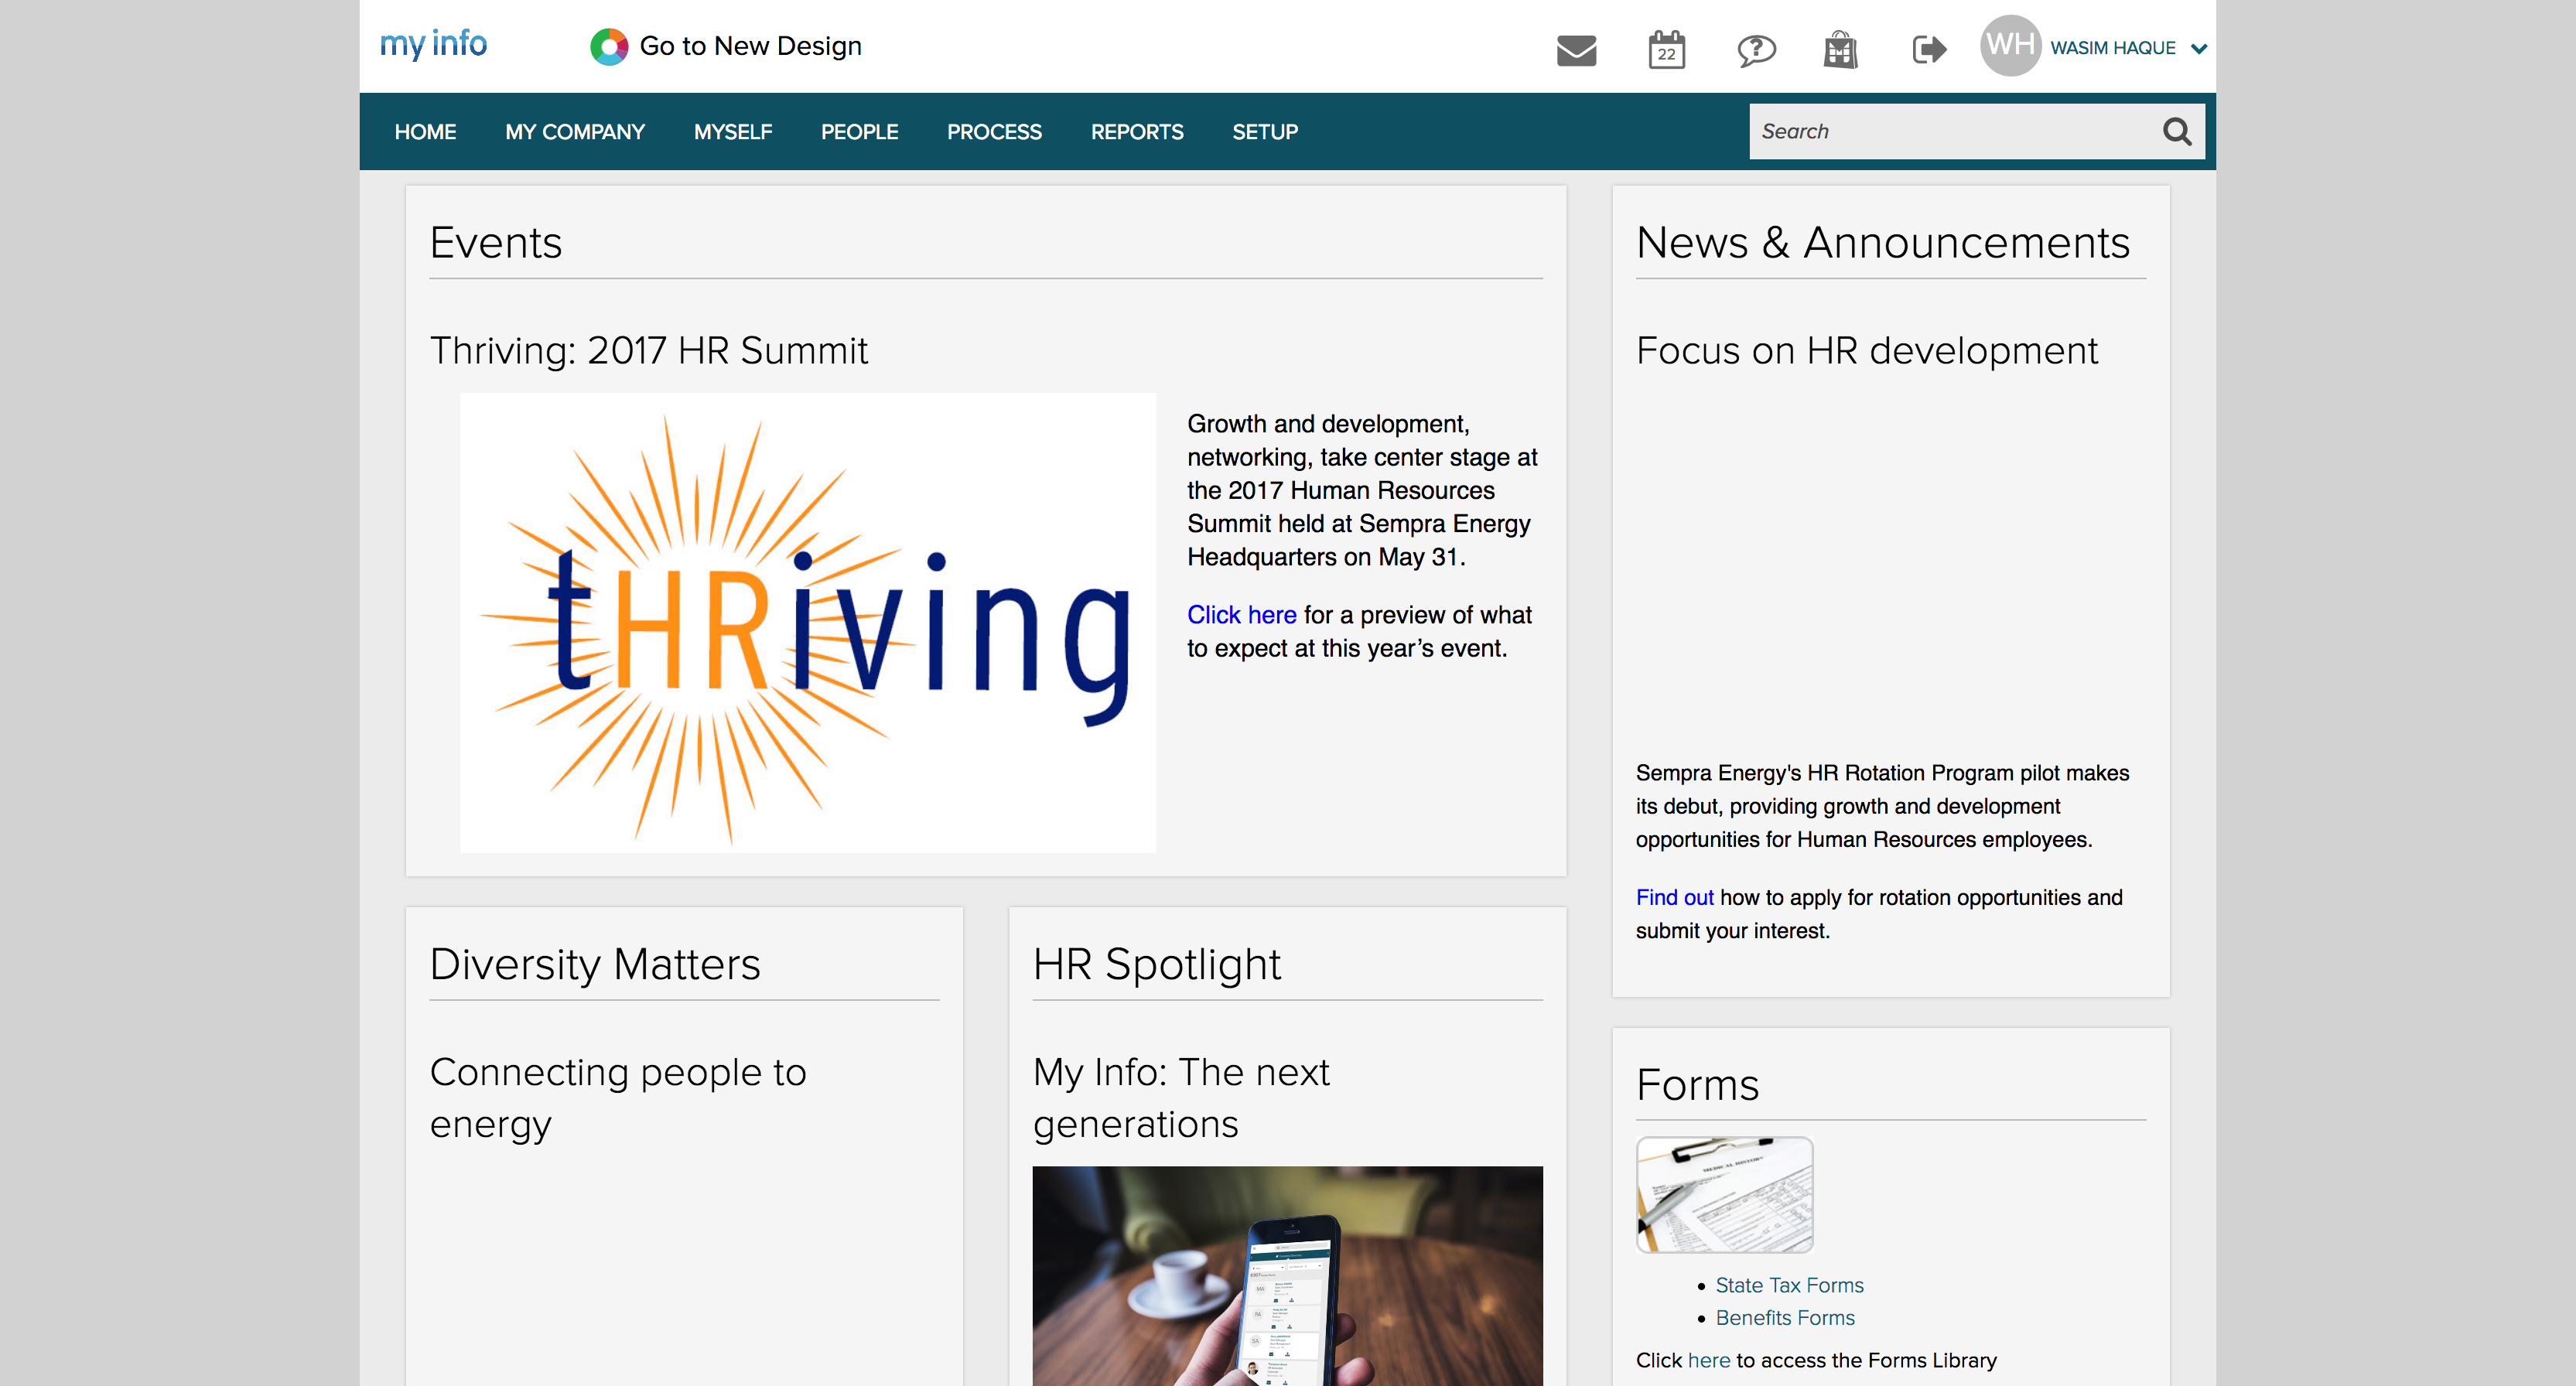 my info
Go to New Design
22
WH
WASIM HAQUE
HOME
MY COMPANY
MYSELF
PEOPLE
PROCESS
REPORTS
SETUP
Search
Events
Thriving: 2017 HR Summit
tHRiving
Growth and development,
networking, take center stage at
the 2017 Human Resources
Summit held at Sempra Energy
Headquarters on May 31.
Click here for a preview of what
to expect at this year’s event.
News & Announcements
Focus on HR development
Sempra Energy's HR Rotation Program pilot makes
its debut, providing growth and development
opportunities for Human Resources employees.
Find out how to apply for rotation opportunities and
submit your interest.
Diversity Matters
Connecting people to
energy
HR Spotlight
My Info: The next
generations
Forms
MEDICAL HISTORY
State Tax Forms
Benefits Forms
Click here to access the Forms Library